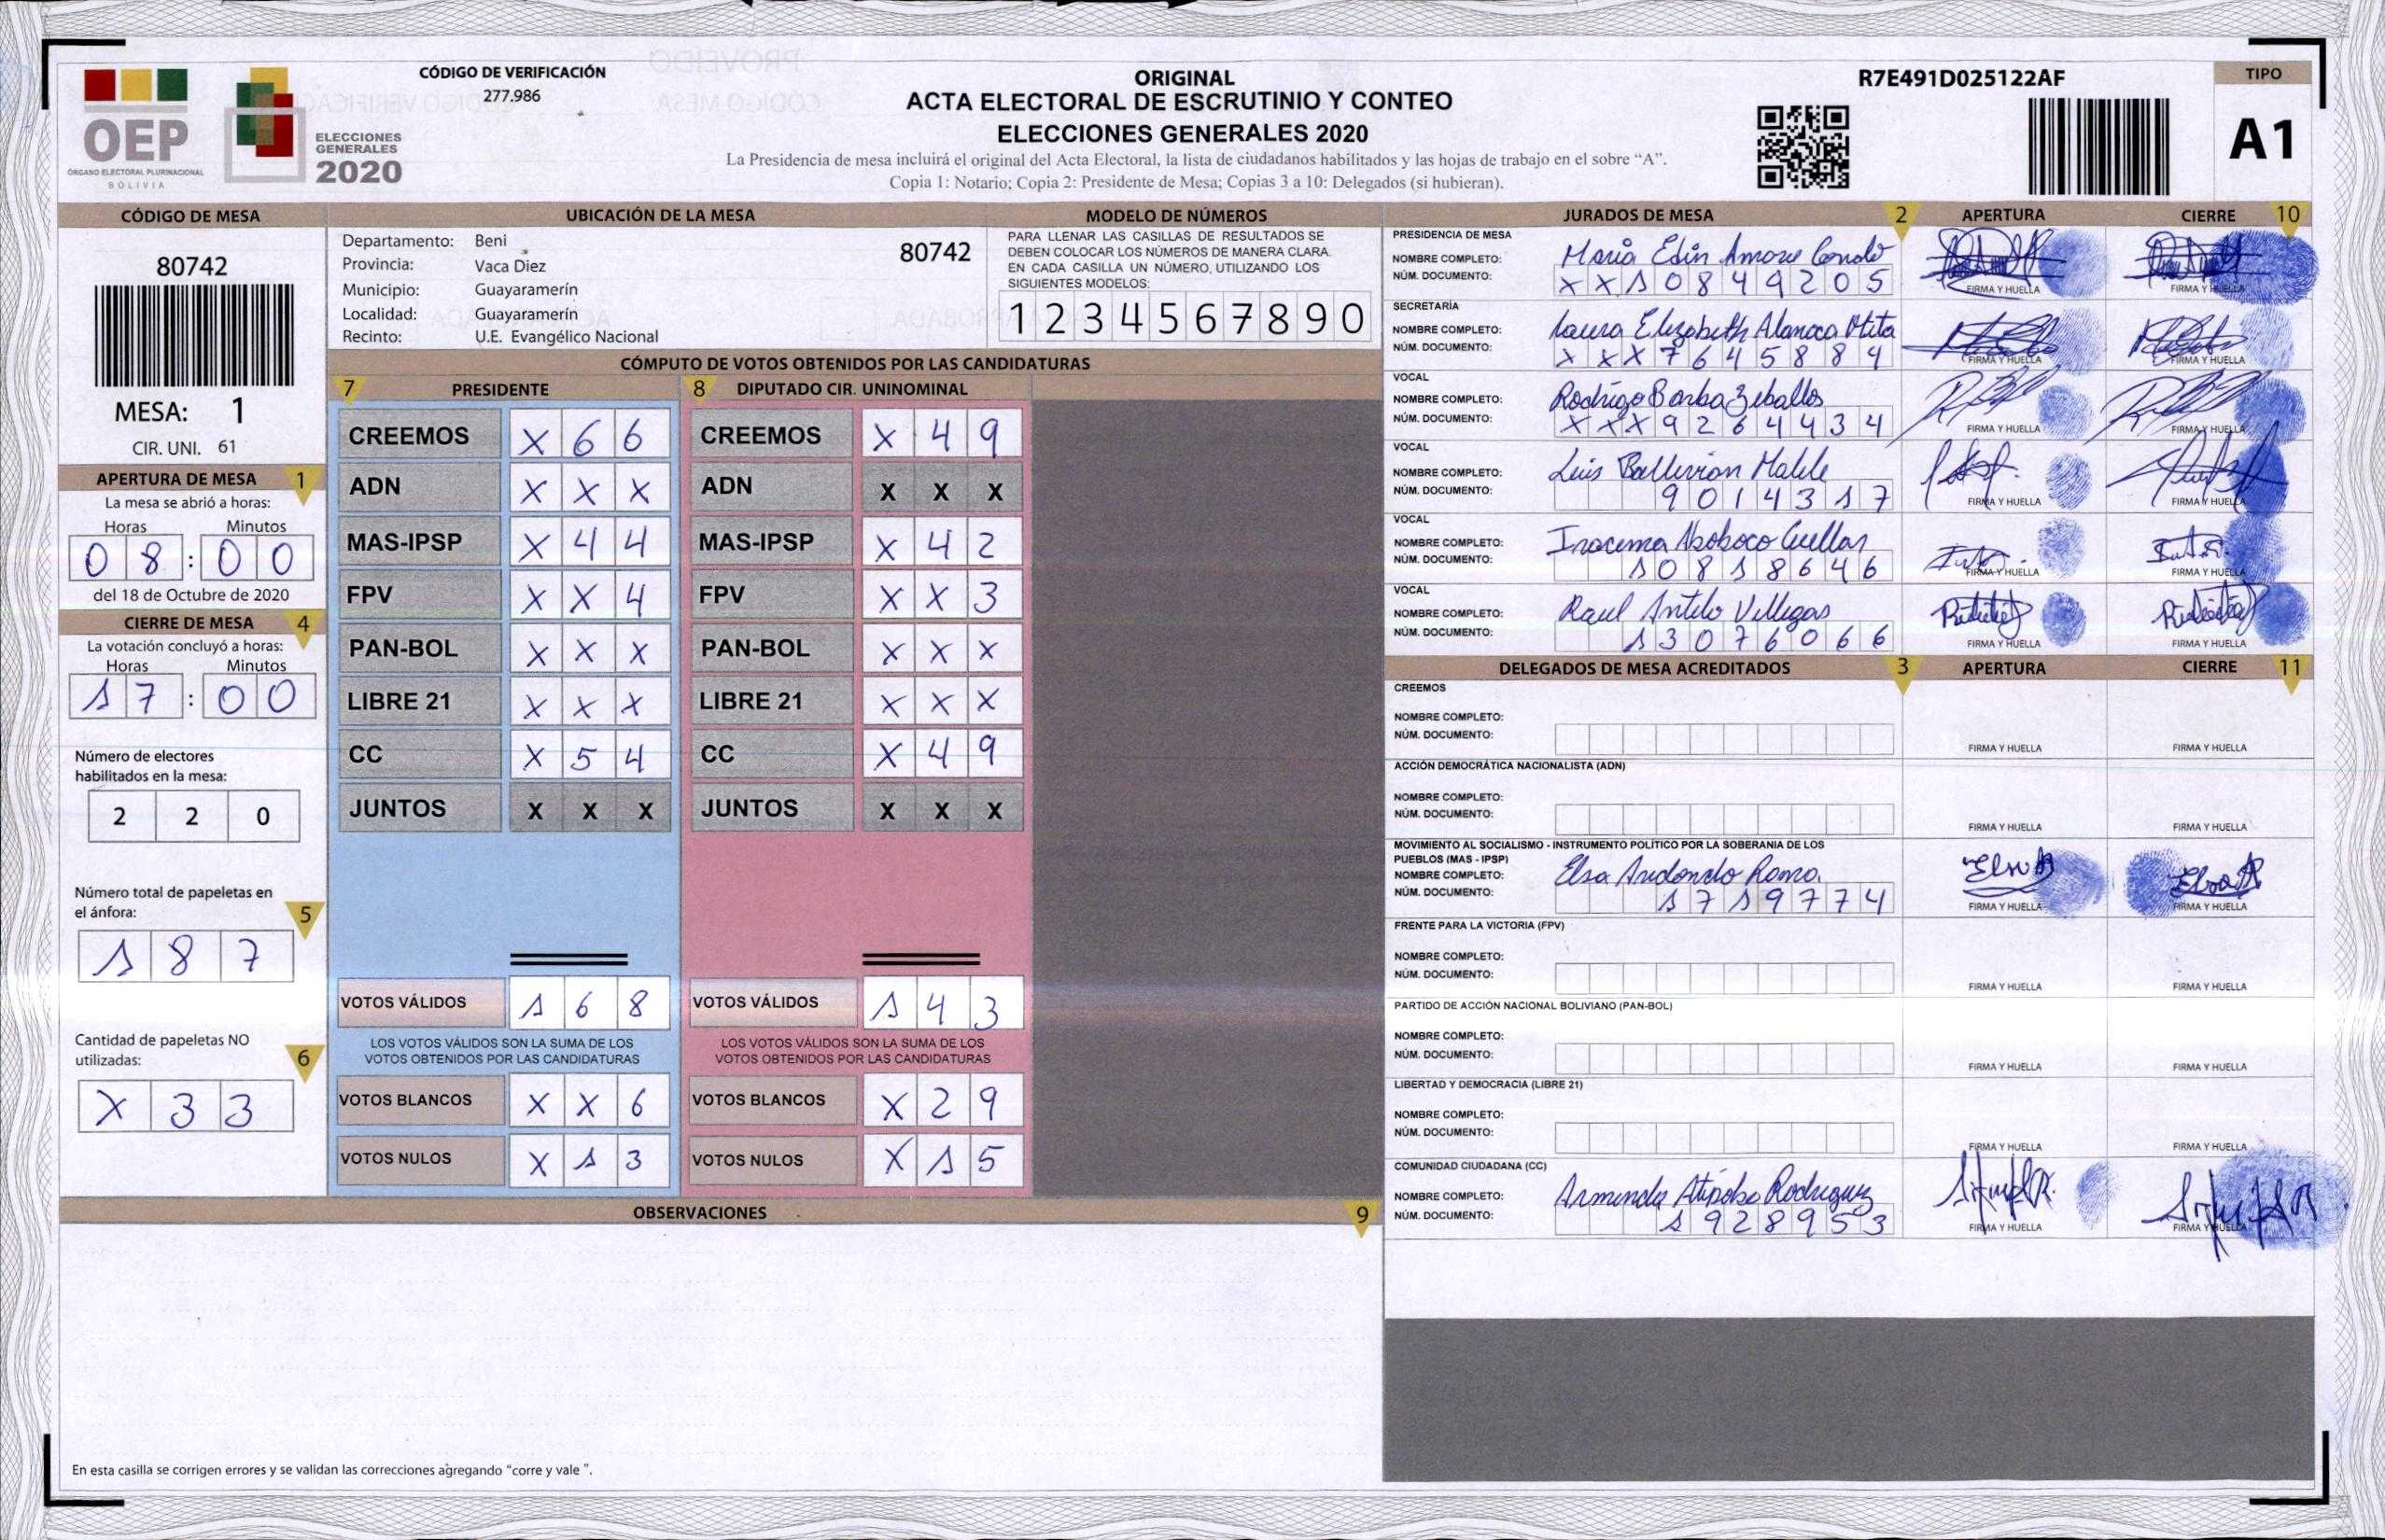 OEP
ÓRGANO ELECTORAL PLURINACIONAL
BOLIVIA
ELECCIONES
GENERALES
2020
CÓDIGO DE VERIFICACIÓN
277.986
ORIGINAL
ACTA ELECTORAL DE ESCRUTINIO Y CONTEO
ELECCIONES GENERALES 2020
La Presidencia de mesa incluirá el original del Acta Electoral, la lista de ciudadanos habilitados y las hojas de trabajo en el sobre “A”.
Copia 1: Notario; Copia 2: Presidente de Mesa; Copias 3 a 10: Delegados (si hubieran).
R7E491D025122AF
TIPO
A1
CÓDIGO DE MESA
80742
MESA: 1
CIR. UNI. 61
APERTURA DE MESA 1
La mesa se abrió a horas:
Horas Minutos
0 8 : 0 0
del 18 de Octubre de 2020
CIERRE DE MESA 4
La votación concluyó a horas:
Horas Minutos
1 7 : 0 0
Número de electores
habilitados en la mesa:
2 2 0
Número total de papeletas en
el ánfora: 5
1 8 7
Cantidad de papeletas NO
utilizadas: 6
X 3 3
UBICACIÓN DE LA MESA
Departamento: Beni
Provincia: Vaca Diez
Municipio: Guayaramerín
Localidad: Guayaramerín
Recinto: U.E. Evangélico Nacional
80742
MODELO DE NÚMEROS
PARA LLENAR LAS CASILLAS DE RESULTADOS SE
DEBEN COLOCAR LOS NÚMEROS DE MANERA CLARA.
EN CADA CASILLA UN NÚMERO, UTILIZANDO LOS
SIGUIENTES MODELOS:
1 2 3 4 5 6 7 8 9 0
CÓMPUTO DE VOTOS OBTENIDOS POR LAS CANDIDATURAS
7 PRESIDENTE
CREEMOS X 6 6
ADN X X X
MAS-IPSP X 4 4
FPV X X 4
PAN-BOL X X X
LIBRE 21 X X X
CC X 5 4
JUNTOS X X X
VOTOS VÁLIDOS 1 6 8
LOS VOTOS VÁLIDOS SON LA SUMA DE LOS
VOTOS OBTENIDOS POR LAS CANDIDATURAS
VOTOS BLANCOS X X 6
VOTOS NULOS X 1 3
8 DIPUTADO CIR. UNINOMINAL
CREEMOS X 4 9
ADN X X X
MAS-IPSP X 4 2
FPV X X 3
PAN-BOL X X X
LIBRE 21 X X X
CC X 4 9
JUNTOS X X X
VOTOS VÁLIDOS 1 4 3
LOS VOTOS VÁLIDOS SON LA SUMA DE LOS
VOTOS OBTENIDOS POR LAS CANDIDATURAS
VOTOS BLANCOS X 2 9
VOTOS NULOS X 1 5
OBSERVACIONES 9
En esta casilla se corrigen errores y se validan las correcciones agregando “corre y vale ”.
JURADOS DE MESA 2 APERTURA CIERRE 10
PRESIDENCIA DE MESA
NOMBRE COMPLETO: Maria Edin Amore Condo
NÚM. DOCUMENTO: X X 1 0 8 4 9 2 0 5
FIRMA Y HUELLA FIRMA Y HUELLA
SECRETARÍA
NOMBRE COMPLETO: Laura Elizabeth Alanoca Mita
NÚM. DOCUMENTO: X X X 7 6 4 5 8 8 4
FIRMA Y HUELLA FIRMA Y HUELLA
VOCAL
NOMBRE COMPLETO: Rodrigo Barba Zeballos
NÚM. DOCUMENTO: X X X 9 2 6 4 4 3 4
FIRMA Y HUELLA FIRMA Y HUELLA
VOCAL
NOMBRE COMPLETO: Luis Ballivian Malele
NÚM. DOCUMENTO: 9 0 1 4 3 1 7
FIRMA Y HUELLA FIRMA Y HUELLA
VOCAL
NOMBRE COMPLETO: Iracema Noboco Cuellar
NÚM. DOCUMENTO: 1 0 8 1 8 6 4 6
FIRMA Y HUELLA FIRMA Y HUELLA
VOCAL
NOMBRE COMPLETO: Raul Antelo Villegas
NÚM. DOCUMENTO: 1 3 0 7 6 0 6 6
FIRMA Y HUELLA FIRMA Y HUELLA
DELEGADOS DE MESA ACREDITADOS 3 APERTURA CIERRE 11
CREEMOS
NOMBRE COMPLETO:
NÚM. DOCUMENTO:
FIRMA Y HUELLA FIRMA Y HUELLA
ACCIÓN DEMOCRÁTICA NACIONALISTA (ADN)
NOMBRE COMPLETO:
NÚM. DOCUMENTO:
FIRMA Y HUELLA FIRMA Y HUELLA
MOVIMIENTO AL SOCIALISMO - INSTRUMENTO POLÍTICO POR LA SOBERANIA DE LOS
PUEBLOS (MAS - IPSP)
NOMBRE COMPLETO: Elsa Andondo Roma.
NÚM. DOCUMENTO: 1 7 1 9 7 7 4
FIRMA Y HUELLA FIRMA Y HUELLA
FRENTE PARA LA VICTORIA (FPV)
NOMBRE COMPLETO:
NÚM. DOCUMENTO:
FIRMA Y HUELLA FIRMA Y HUELLA
PARTIDO DE ACCIÓN NACIONAL BOLIVIANO (PAN-BOL)
NOMBRE COMPLETO:
NÚM. DOCUMENTO:
FIRMA Y HUELLA FIRMA Y HUELLA
LIBERTAD Y DEMOCRACIA (LIBRE 21)
NOMBRE COMPLETO:
NÚM. DOCUMENTO:
FIRMA Y HUELLA FIRMA Y HUELLA
COMUNIDAD CIUDADANA (CC)
NOMBRE COMPLETO: Arminda Rodriguez
NÚM. DOCUMENTO: 1 9 2 8 9 5 3
FIRMA Y HUELLA FIRMA Y HUELLA